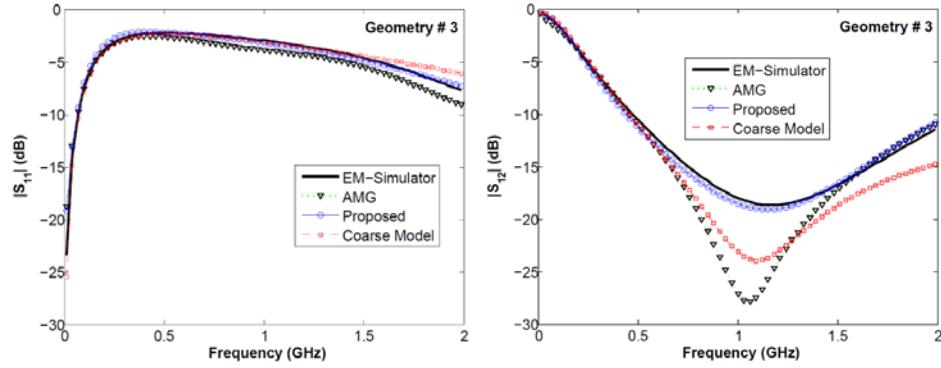 Geometry # 3
|S11| (dB)
0
−5
−10
−15
−20
−25
−30
EM−Simulator
AMG
Proposed
Coarse Model
0
0.5
1
1.5
2
Frequency (GHz)
Geometry # 3
|S12| (dB)
0
−5
−10
−15
−20
−25
−30
EM−Simulator
AMG
Proposed
Coarse Model
0
0.5
1
1.5
2
Frequency (GHz)